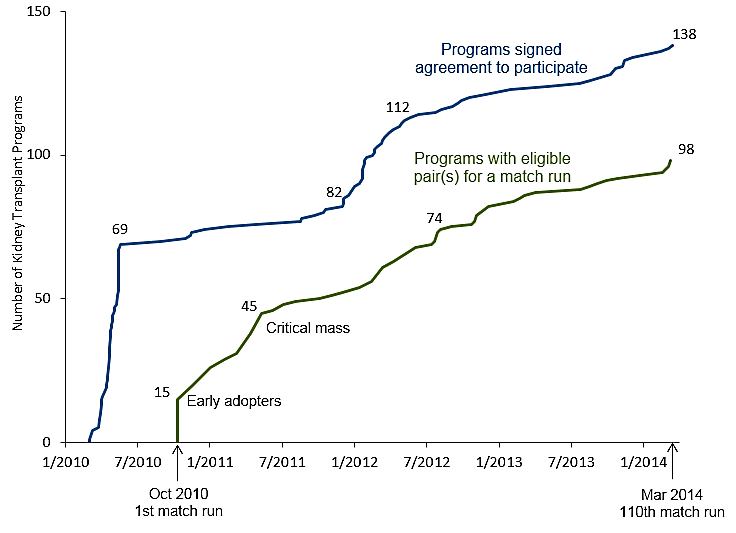 150
138
Programs signed
agreement to participate
112
100
Programs with eligible
pair(s) for a match run
98
82
74
69
50
45
Critical mass
15
Early adopters
0
Number of Kidney Transplant Programs
1/2010 7/2010 1/2011 7/2011 1/2012 7/2012 1/2013 7/2013 1/2014
Oct 2010
1st match run
Mar 2014
110th match run